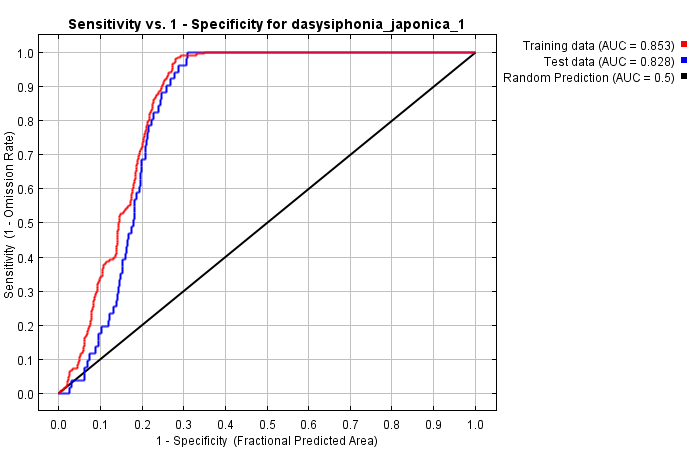 Sensitivity vs. 1 - Specificity for dasysiphonia_japonica_1
Training data (AUC = 0.853)
Test data (AUC = 0.828)
Random Prediction (AUC = 0.5)
Sensitivity (1 - Omission Rate)
1.0
0.9
0.8
0.7
0.6
0.5
0.4
0.3
0.2
0.1
0.0
0.0 0.1 0.2 0.3 0.4 0.5 0.6 0.7 0.8 0.9 1.0
1 - Specificity (Fractional Predicted Area)